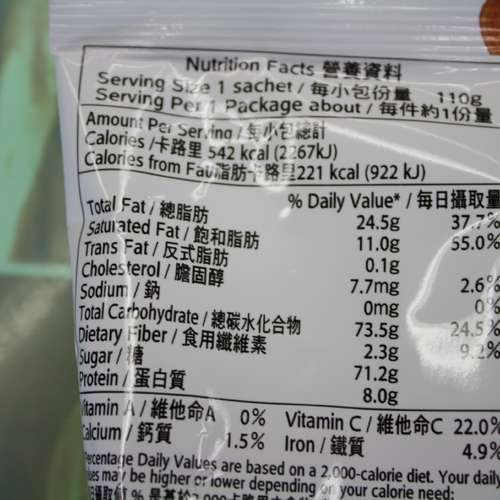 Nutrition Facts 營養資料
Serving Size 1 sachet / 每小包份量 110g
Serving Per 1 Package about / 每件約1份量
Amount Per Serving / 每小包總計
Calories /卡路里 542 kcal (2267kJ)
Calories from Fat/脂肪卡路里221 kcal (922 kJ)
% Daily Value* / 每日攝取量
Total Fat / 總脂肪 24.5g 37.7%
Saturated Fat / 飽和脂肪 11.0g 55.0%
Trans Fat / 反式脂肪 0.1g
Cholesterol / 膽固醇 7.7mg 2.6%
Sodium / 鈉 0mg 0%
Total Carbohydrate / 總碳水化合物 73.5g 24.5%
Dietary Fiber / 食用纖維素 2.3g 9.2%
Sugar / 糖 71.2g
Protein / 蛋白質 8.0g
Vitamin A / 維他命A 0% Vitamin C / 維他命C 22.0%
Calcium / 鈣質 1.5% Iron / 鐵質 4.9%
Percentage Daily Values are based on a 2,000-calorie diet. Your dail
ues may be higher or lower depending on your calorie need: